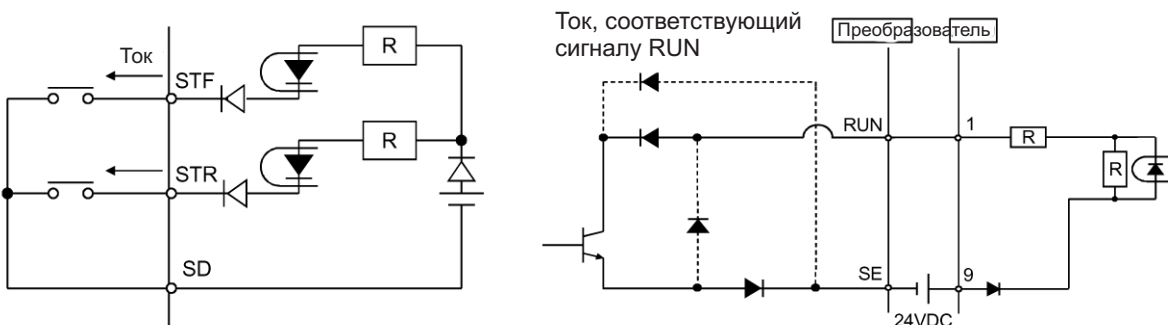 Ток
STF
R
STR
R
SD
Ток, соответствующий
сигналу RUN
Преобразователь
RUN
1
R
R
SE
9
24VDC